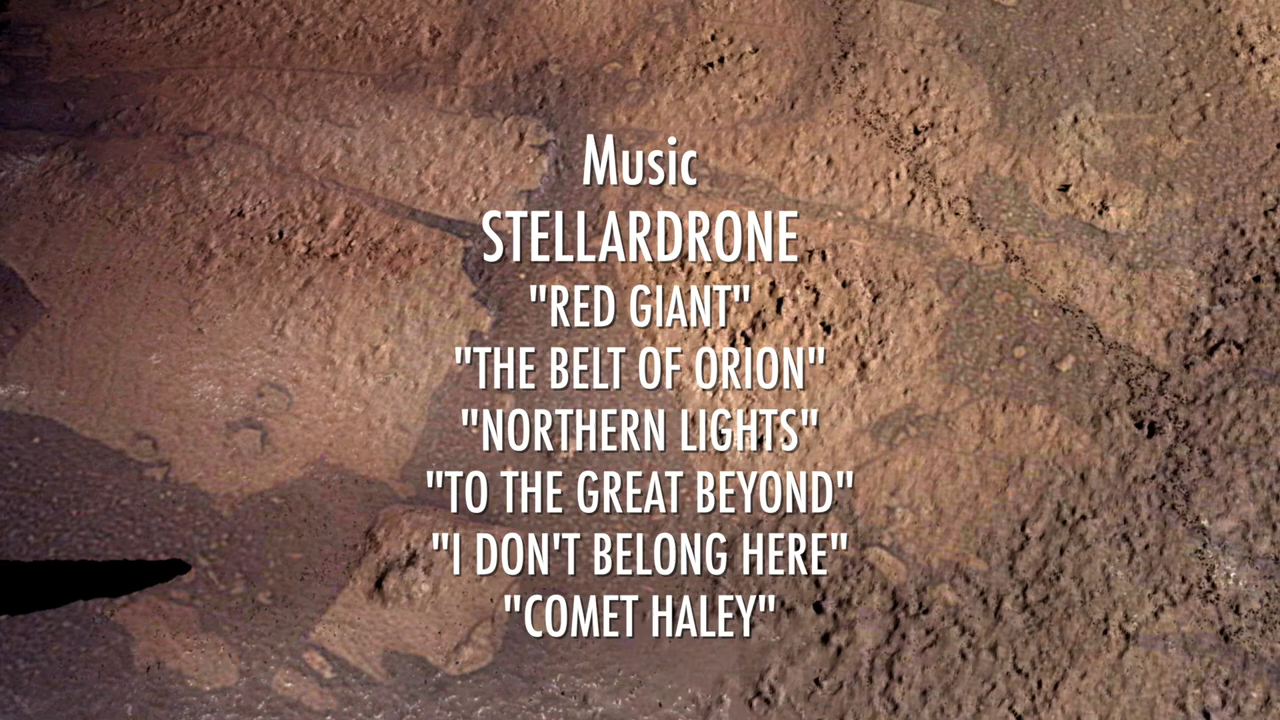 Music
STELLARDRONE
"RED GIANT"
"THE BELT OF ORION"
"NORTHERN LIGHTS"
"TO THE GREAT BEYOND"
"I DON'T BELONG HERE"
"COMET HALEY"